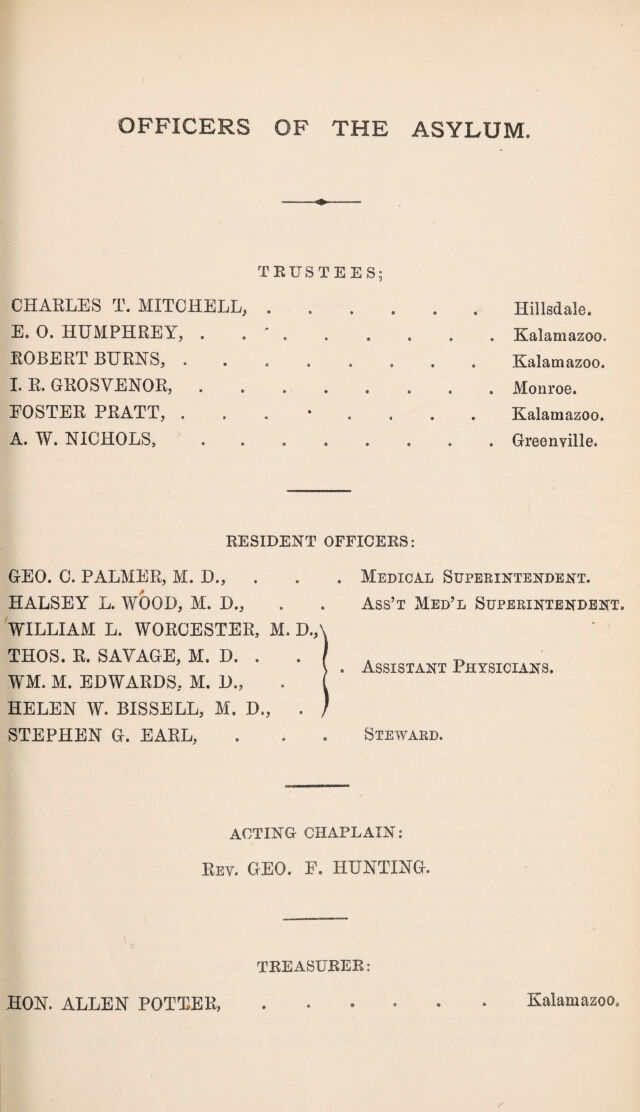 OFFICERS OF THE ASYLUM.
TRUSTEES;
CHARLES T. MITCHELL, . . . . . . Hillsdale.
E. O. HUMPHREY, . . . . . . . . Kalamazoo.
ROBERT BURNS, . . . . . . . . Kalamazoo.
I. R. GROSVENOR, . . . . . . . . Monroe.
FOSTER PRATT, . . . . . . . . Kalamazoo.
A. W. NICHOLS, . . . . . . . . Greenville.
RESIDENT OFFICERS:
GEO. C. PALMER, M. D., . . . MEDICAL SUPERINTENDENT.
HALSEY L. WOOD, M. D., . . ASS'T MED'L SUPERINTENDENT.
WILLIAM L. WORCESTER, M. D.,
THOS. R. SAVAGE, M. D. . .
. ASSISTANT PHYSICIANS.
WM. M. EDWARDS, M. D., .
HELEN W. BISSELL, M. D., .
STEPHEN G. EARL, . . . STEWARD.
ACTING CHAPLAIN:
REV. GEO. F. HUNTING.
TREASURER:
HON. ALLEN POTTER, . . . . . . Kalamazoo.